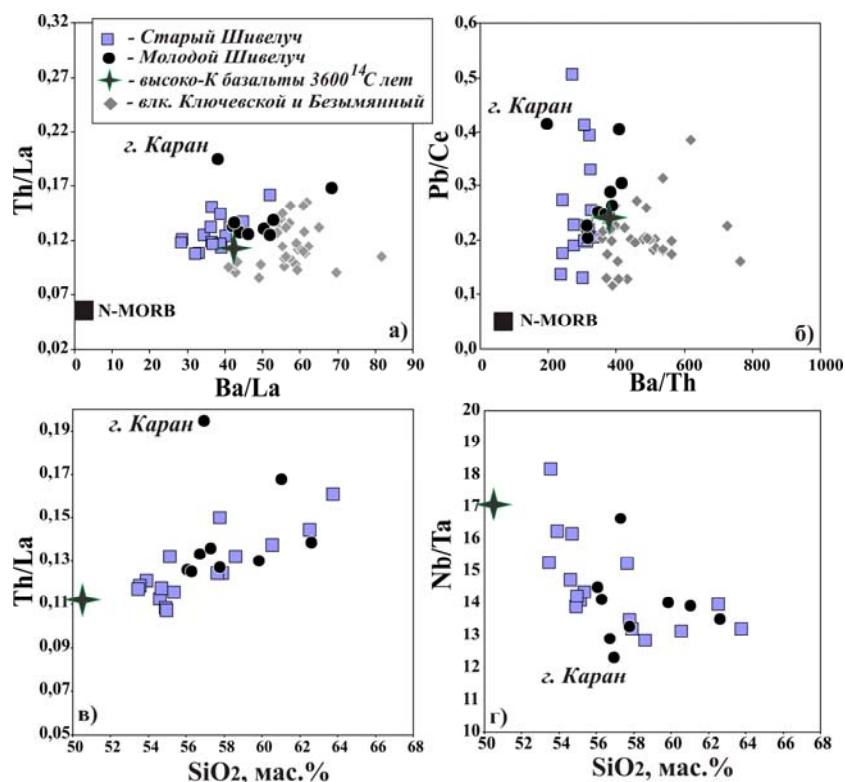 а)
0,32
0,27
0,22
0,17
0,12
0,07
0,02
Th/La
- Старый Шивелуч
- Молодой Шивелуч
- высоко-К базальты 3600 14C лет
- влк. Ключевской и Безымянный
г. Каран
N-MORB
0 10 20 30 40 50 60 70 80 90
Ba/La
б)
0,6
0,5
0,4
0,3
0,2
0,1
0,0
Pb/Ce
г. Каран
N-MORB
0 200 400 600 800 1000
Ba/Th
в)
0,19
0,17
0,15
0,13
0,11
0,09
0,07
0,05
Th/La
г. Каран
50 52 54 56 58 60 62 64 66 68
SiO2, мас.%
г)
20
19
18
17
16
15
14
13
12
11
10
Nb/Ta
г. Каран
50 52 54 56 58 60 62 64 66 68
SiO2, мас.%